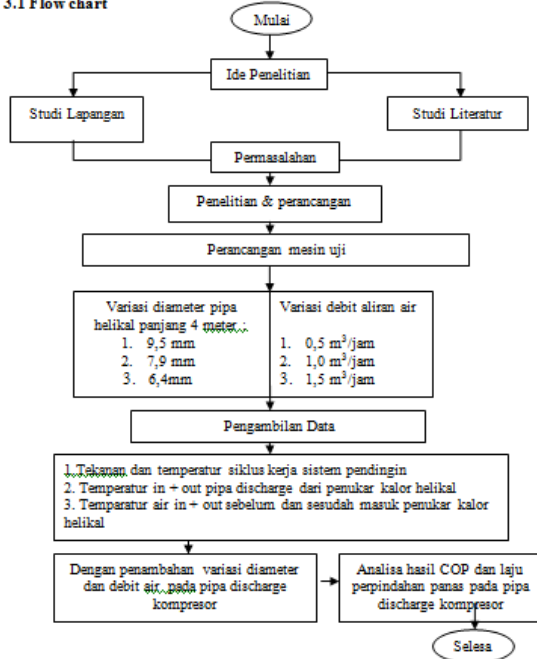 3.1 Flow chart
Mulai
Ide Penelitian
Studi Lapangan
Studi Literatur
Permasalahan
Penelitian & perancangan
Perancangan mesin uji
Variasi diameter pipa
helikal panjang 4 meter :
1. 9,5 mm
2. 7,9 mm
3. 6,4mm
Variasi debit aliran air
1. 0,5 m³/jam
2. 1,0 m³/jam
3. 1,5 m³/jam
Pengambilan Data
1.Tekanan dan temperatur siklus kerja sistem pendingin
2. Temperatur in + out pipa discharge dari penukar kalor helikal
3. Temparatur air in + out sebelum dan sesudah masuk penukar kalor
helikal
Dengan penambahan variasi diameter
dan debit air pada pipa discharge
kompresor
Analisa hasil COP dan laju
perpindahan panas pada pipa
discharge kompresor
Selesa